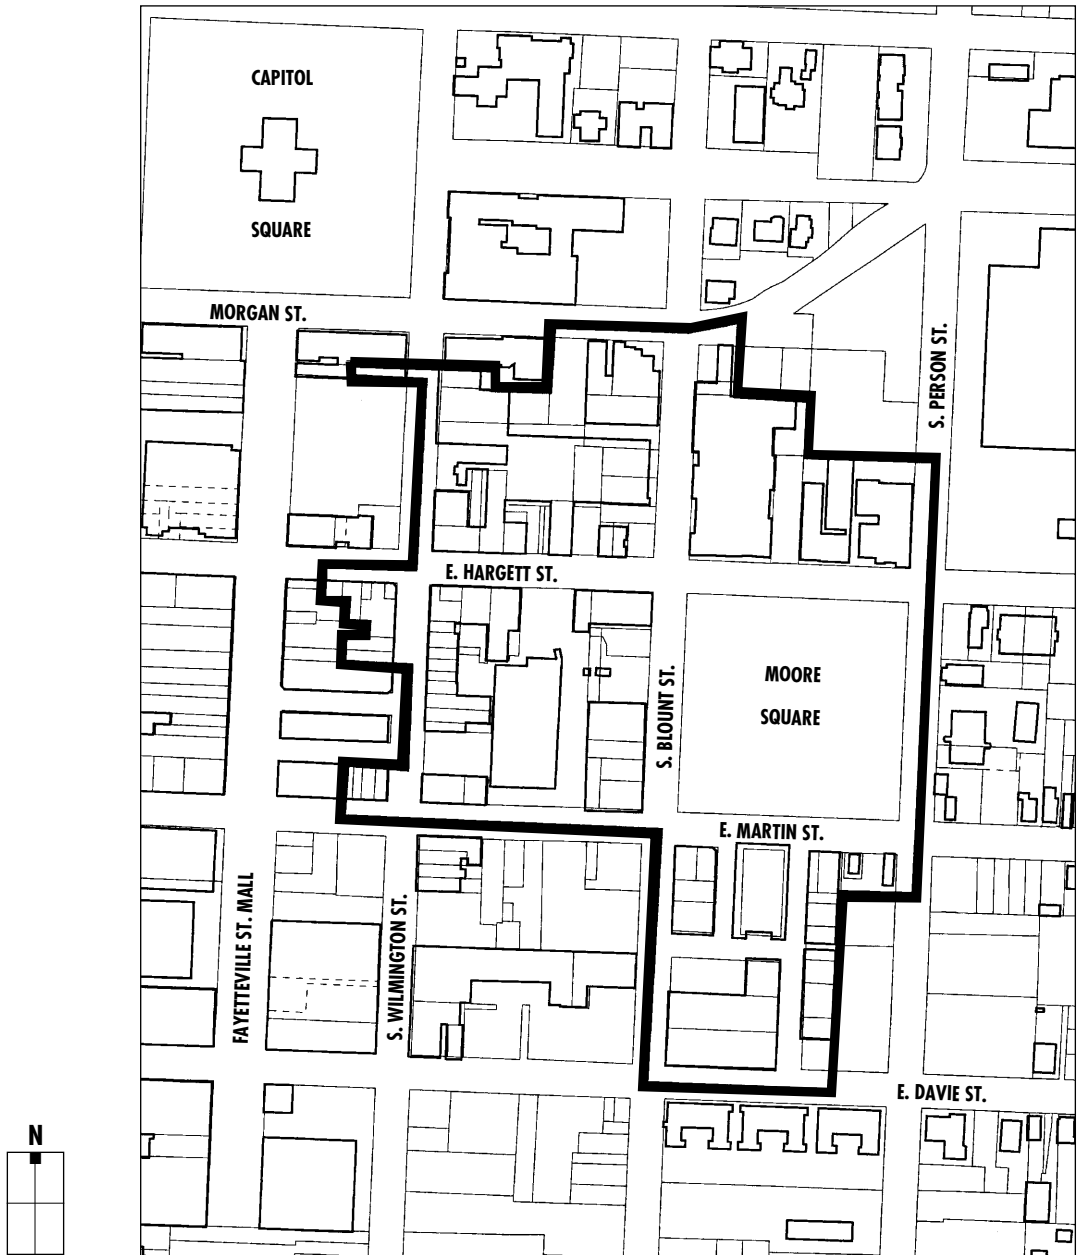 CAPITOL
SQUARE
MORGAN ST.
S. PERSON ST.
E. HARGETT ST.
MOORE
SQUARE
S. BLOUNT ST.
E. MARTIN ST.
FAYETTEVILLE ST. MALL
S. WILMINGTON ST.
E. DAVIE ST.
N